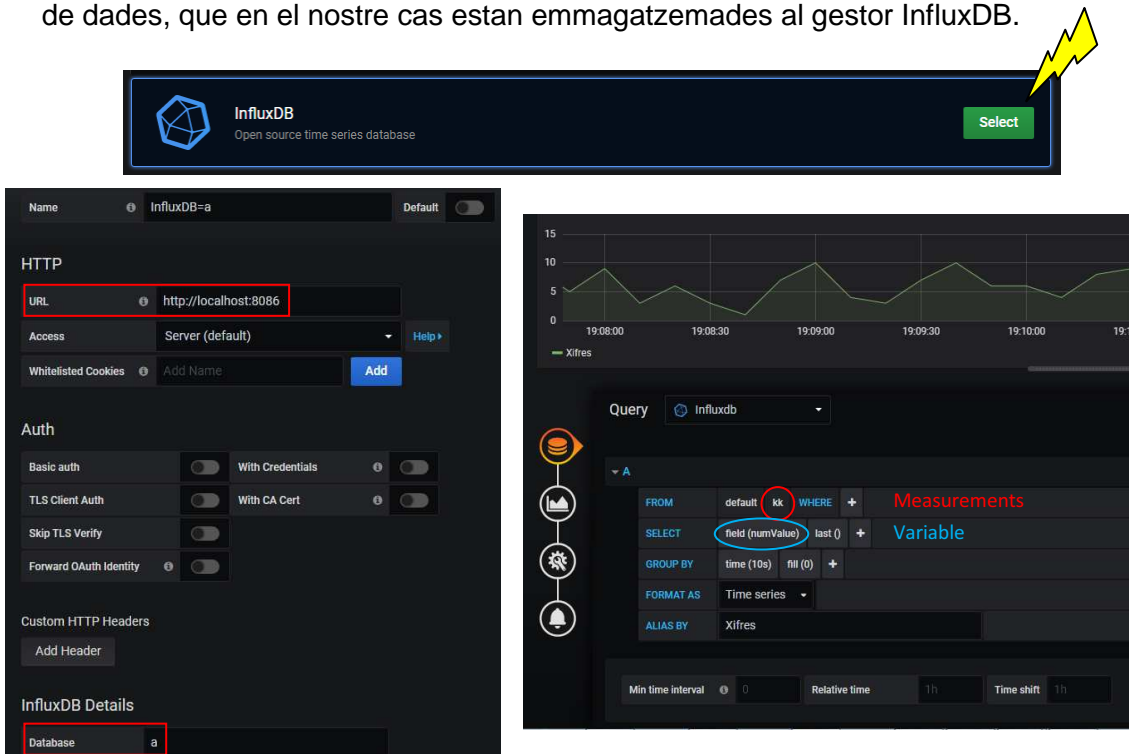 de dades, que en el nostre cas estan emmagatzemades al gestor InfluxDB.
InfluxDB
Open source time series database
Select
Name InfluxDB=a Default
HTTP
URL http://localhost:8086
Access Server (default) Help
Whitelisted Cookies Add Name Add
Auth
Basic auth With Credentials
TLS Client Auth With CA Cert
Skip TLS Verify
Forward OAuth Identity
Custom HTTP Headers
Add Header
InfluxDB Details
Database a
15
10
5
0
19:08:00 19:08:30 19:09:00 19:09:30 19:10:00 19:1
Xifres
Query Influxdb
A
FROM default kk WHERE + Measurements
SELECT field (numValue) last () + Variable
GROUP BY time (10s) fill (0) +
FORMAT AS Time series
ALIAS BY Xifres
Min time interval 0 Relative time 1h Time shift 1h